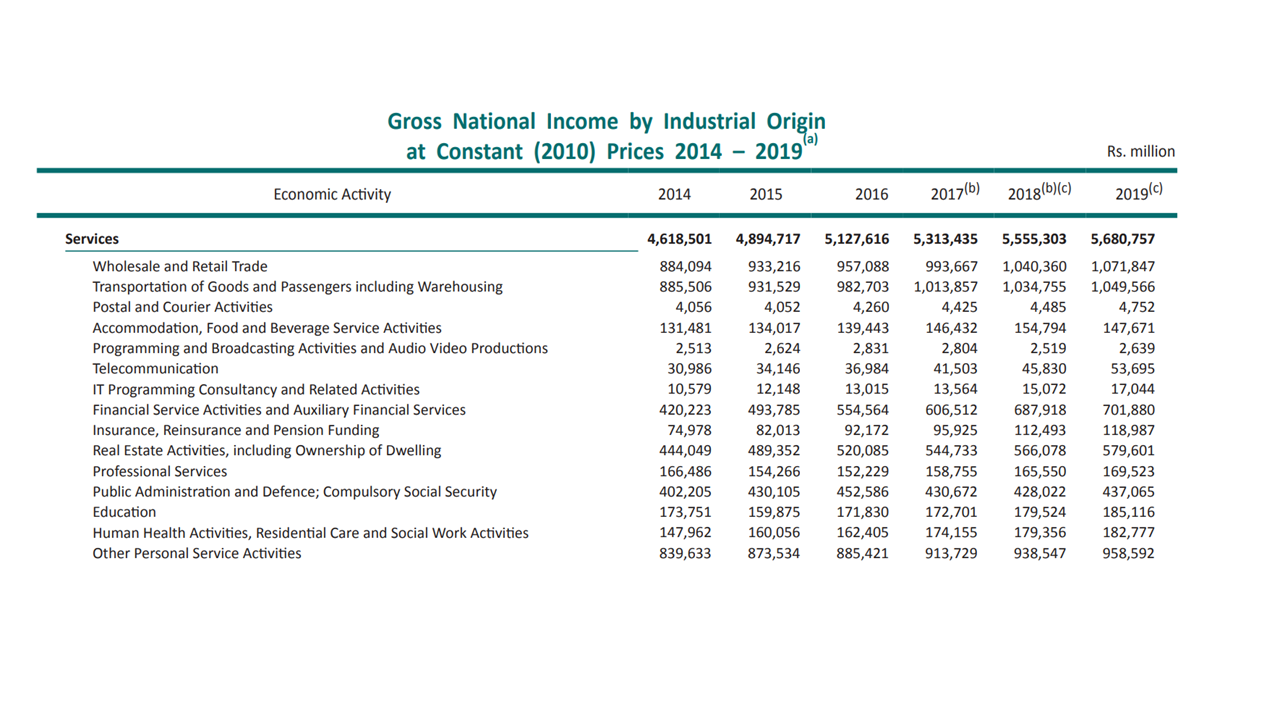 Gross National Income by Industrial Origin
at Constant (2010) Prices 2014 – 2019(a)
Rs. million
Economic Activity 2014 2015 2016 2017(b) 2018(b)(c) 2019(c)
Services 4,618,501 4,894,717 5,127,616 5,313,435 5,555,303 5,680,757
Wholesale and Retail Trade 884,094 933,216 957,088 993,667 1,040,360 1,071,847
Transportation of Goods and Passengers including Warehousing 885,506 931,529 982,703 1,013,857 1,034,755 1,049,566
Postal and Courier Activities 4,056 4,052 4,260 4,425 4,485 4,752
Accommodation, Food and Beverage Service Activities 131,481 134,017 139,443 146,432 154,794 147,671
Programming and Broadcasting Activities and Audio Video Productions 2,513 2,624 2,831 2,804 2,519 2,639
Telecommunication 30,986 34,146 36,984 41,503 45,830 53,695
IT Programming Consultancy and Related Activities 10,579 12,148 13,015 13,564 15,072 17,044
Financial Service Activities and Auxiliary Financial Services 420,223 493,785 554,564 606,512 687,918 701,880
Insurance, Reinsurance and Pension Funding 74,978 82,013 92,172 95,925 112,493 118,987
Real Estate Activities, including Ownership of Dwelling 444,049 489,352 520,085 544,733 566,078 579,601
Professional Services 166,486 154,266 152,229 158,755 165,550 169,523
Public Administration and Defence; Compulsory Social Security 402,205 430,105 452,586 430,672 428,022 437,065
Education 173,751 159,875 171,830 172,701 179,524 185,116
Human Health Activities, Residential Care and Social Work Activities 147,962 160,056 162,405 174,155 179,356 182,777
Other Personal Service Activities 839,633 873,534 885,421 913,729 938,547 958,592